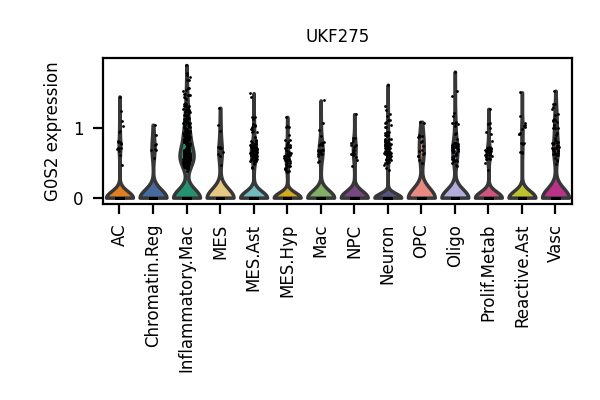 UKF275
G0S2 expression
1
0
AC
Chromatin.Reg
Inflammatory.Mac
MES
MES.Ast
MES.Hyp
Mac
NPC
Neuron
OPC
Oligo
Prolif.Metab
Reactive.Ast
Vasc